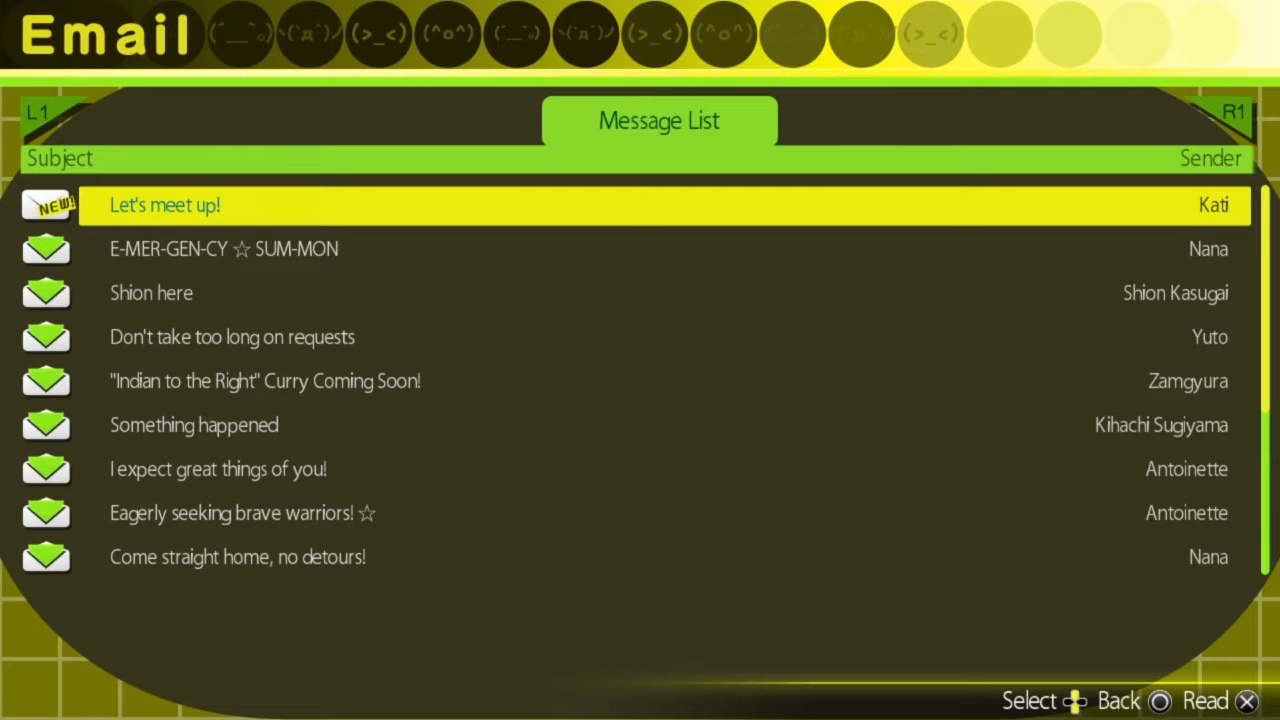 Email
L1
Message List
R1
Subject Sender
NEW! Let's meet up! Kati
E-MER-GEN-CY ☆ SUM-MON Nana
Shion here Shion Kasugai
Don't take too long on requests Yuto
"Indian to the Right" Curry Coming Soon! Zamgyura
Something happened Kihachi Sugiyama
I expect great things of you! Antoinette
Eagerly seeking brave warriors! ☆ Antoinette
Come straight home, no detours! Nana
Select Back Read